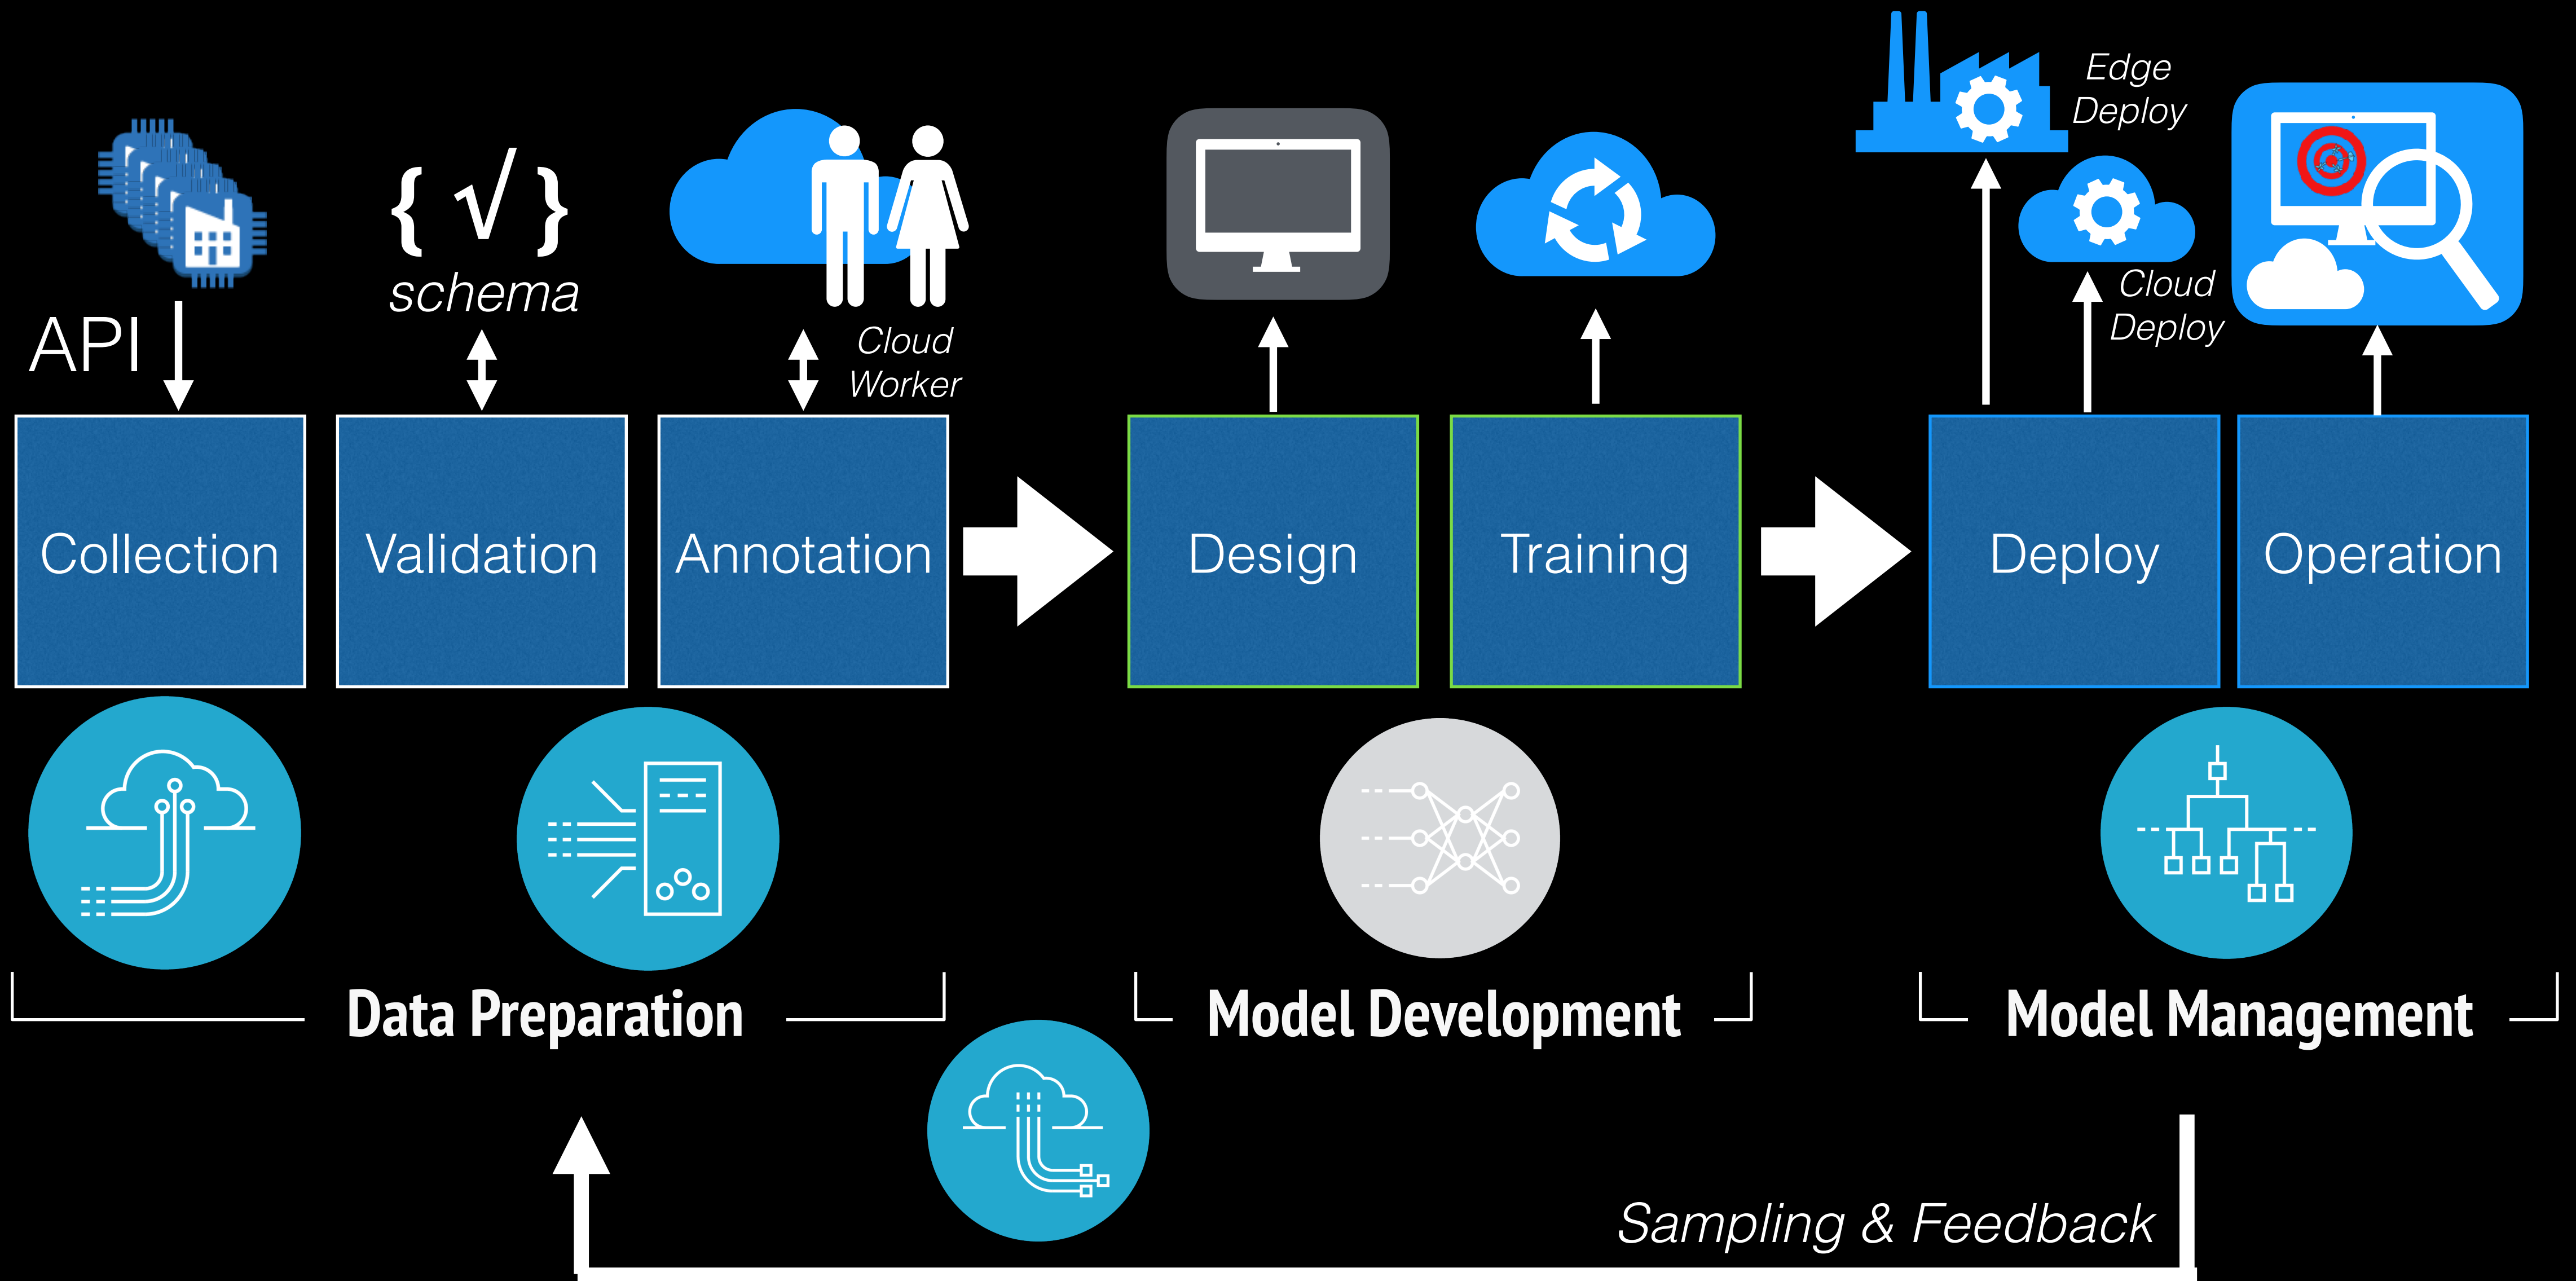 Edge
Deploy
{ √ }
schema
API
Cloud
Worker
Cloud
Deploy
Collection
Validation
Annotation
Design
Training
Deploy
Operation
Data Preparation
Model Development
Model Management
Sampling & Feedback